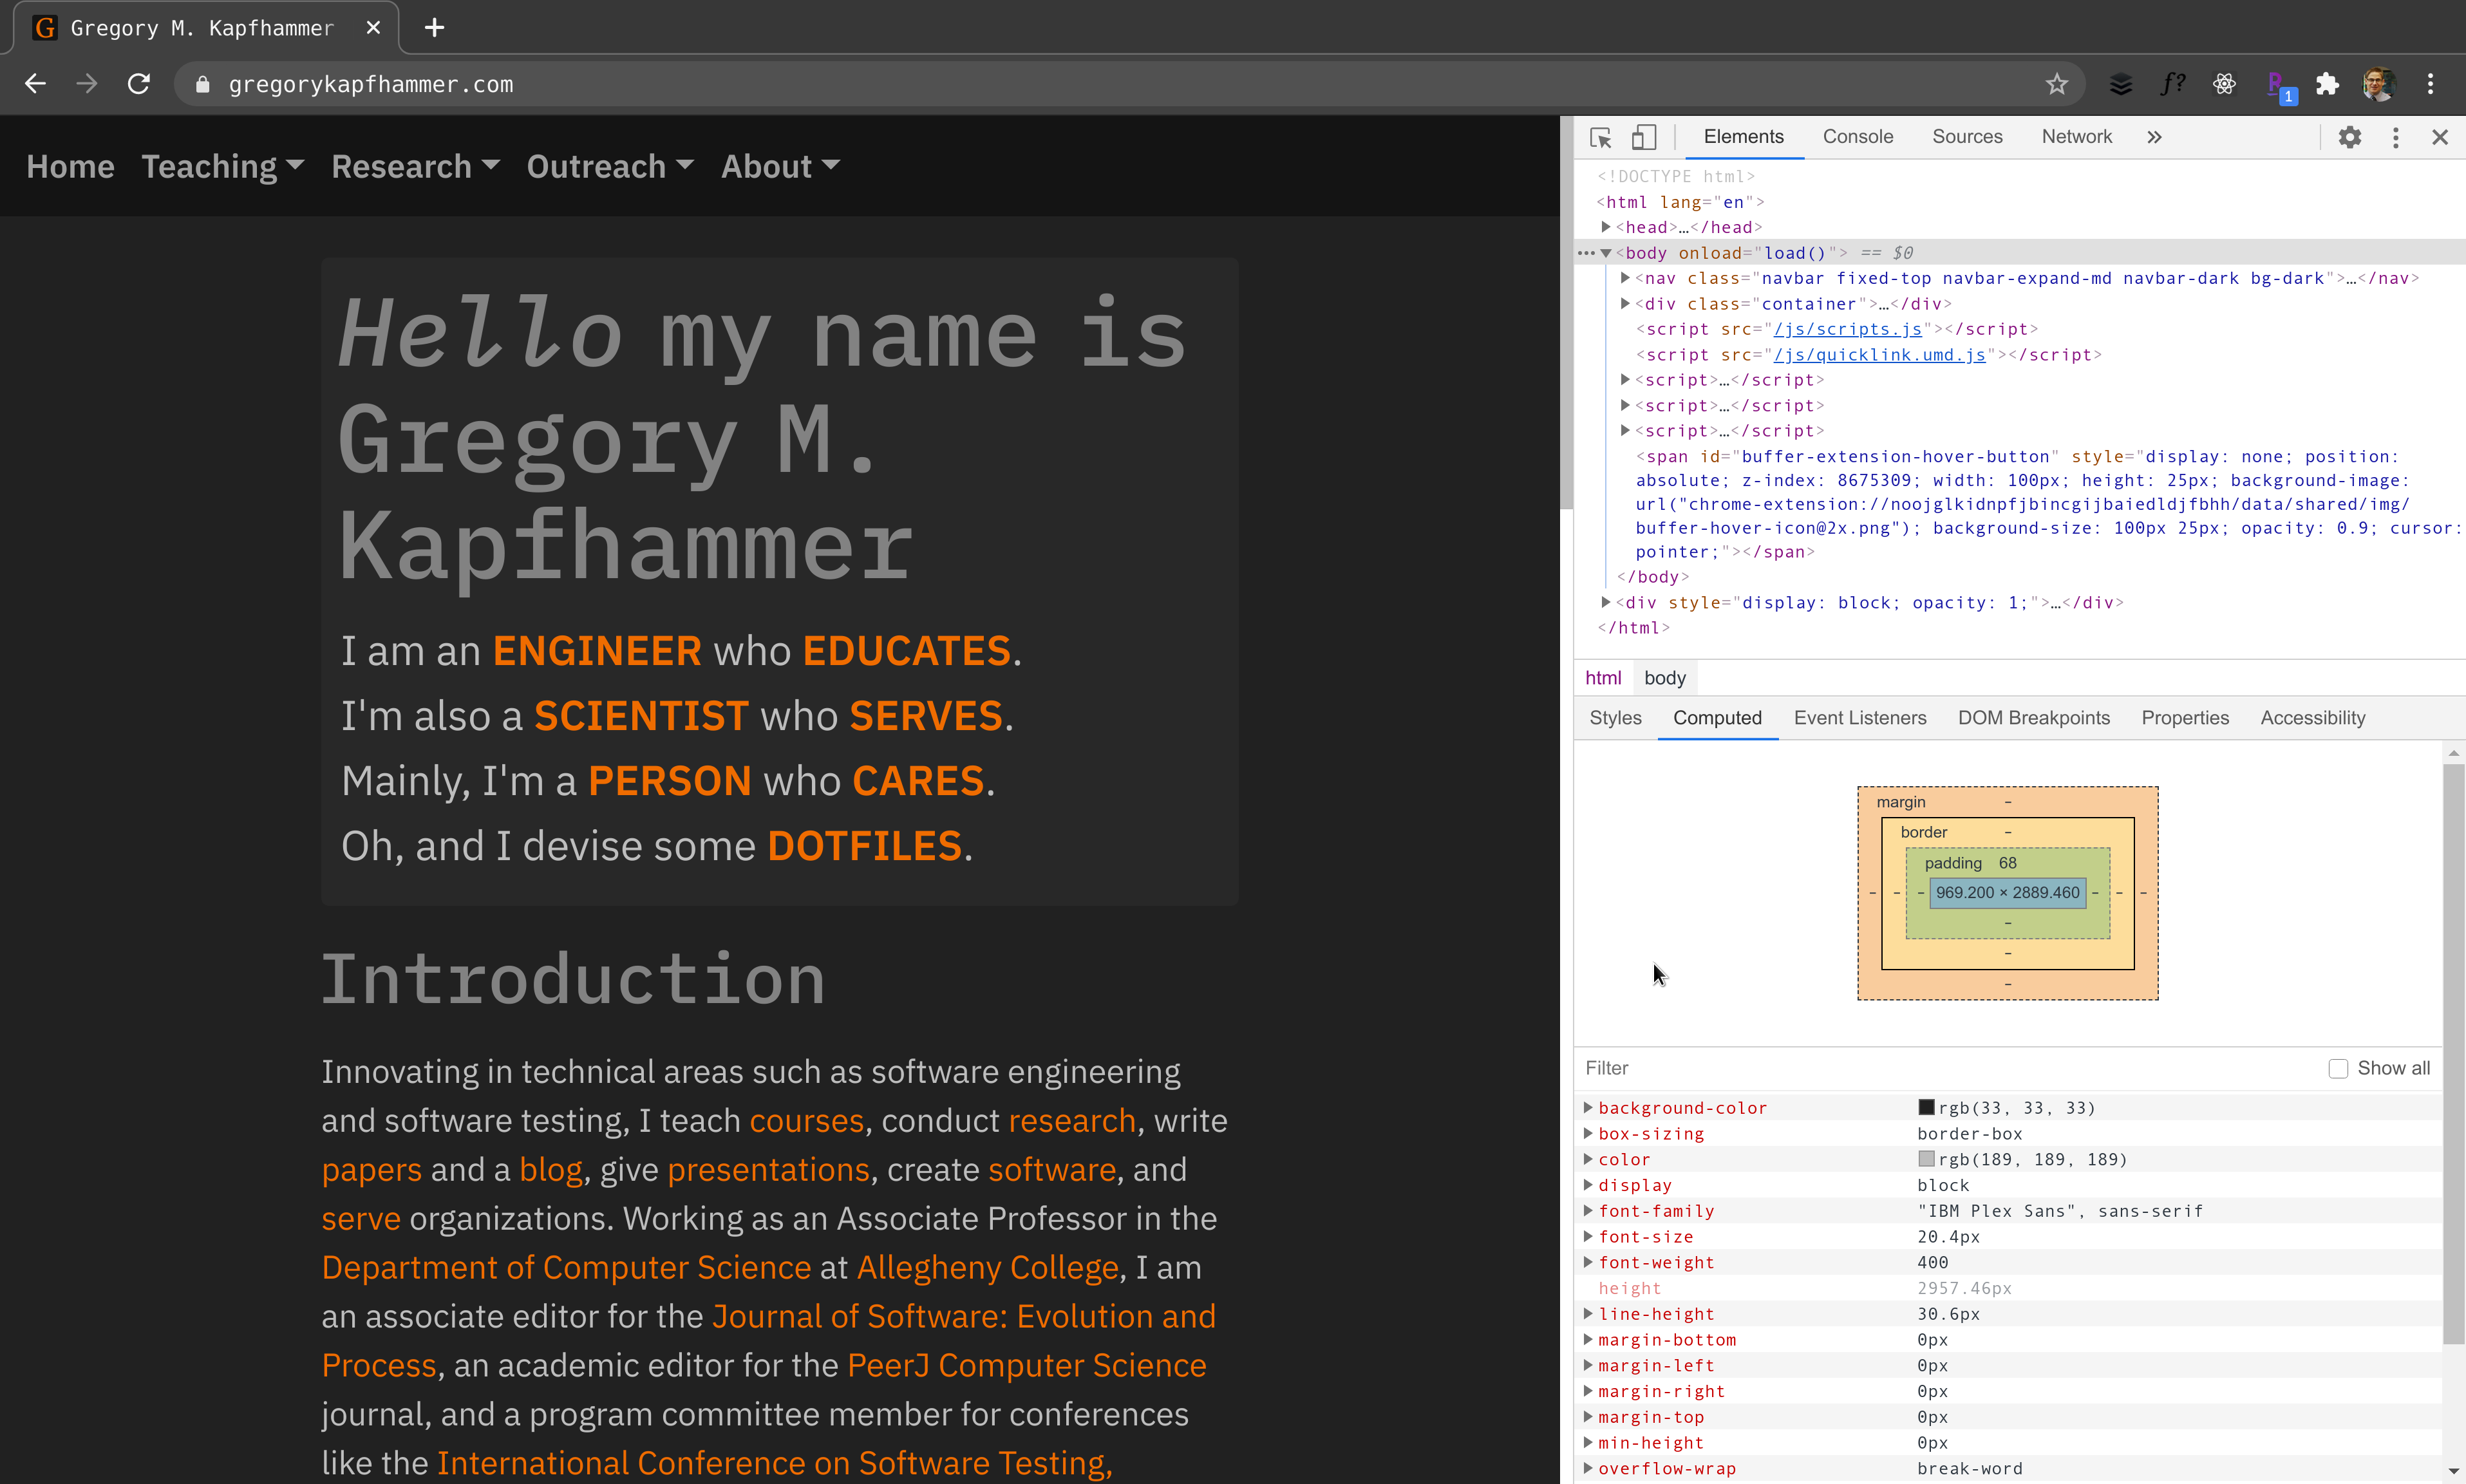 Gregory M. Kapfhammer
gregorykapfhammer.com
f?
1
Home Teaching Research Outreach About
Hello my name is
Gregory M.
Kapfhammer
I am an ENGINEER who EDUCATES.
I'm also a SCIENTIST who SERVES.
Mainly, I'm a PERSON who CARES.
Oh, and I devise some DOTFILES.
Introduction
Innovating in technical areas such as software engineering
and software testing, I teach courses, conduct research, write
papers and a blog, give presentations, create software, and
serve organizations. Working as an Associate Professor in the
Department of Computer Science at Allegheny College, I am
an associate editor for the Journal of Software: Evolution and
Process, an academic editor for the PeerJ Computer Science
journal, and a program committee member for conferences
like the International Conference on Software Testing,
Elements Console Sources Network »
<!DOCTYPE html>
<html lang="en">
<head>…</head>
<body onload="load()"> == $0
<nav class="navbar fixed-top navbar-expand-md navbar-dark bg-dark">…</nav>
<div class="container">…</div>
<script src="/js/scripts.js"></script>
<script src="/js/quicklink.umd.js"></script>
<script>…</script>
<script>…</script>
<script>…</script>
<span id="buffer-extension-hover-button" style="display: none; position:
absolute; z-index: 8675309; width: 100px; height: 25px; background-image:
url("chrome-extension://noojglkidnpfjbincgijbaiedldjfbhh/data/shared/img/
buffer-hover-icon@2x.png"); background-size: 100px 25px; opacity: 0.9; cursor:
pointer;"></span>
</body>
<div style="display: block; opacity: 1;">…</div>
</html>
html body
Styles Computed Event Listeners DOM Breakpoints Properties Accessibility
margin -
border -
padding 68
- - - 969.200 × 2889.460 - - -
-
-
-
Filter Show all
background-color rgb(33, 33, 33)
box-sizing border-box
color rgb(189, 189, 189)
display block
font-family "IBM Plex Sans", sans-serif
font-size 20.4px
font-weight 400
height 2957.46px
line-height 30.6px
margin-bottom 0px
margin-left 0px
margin-right 0px
margin-top 0px
min-height 0px
overflow-wrap break-word